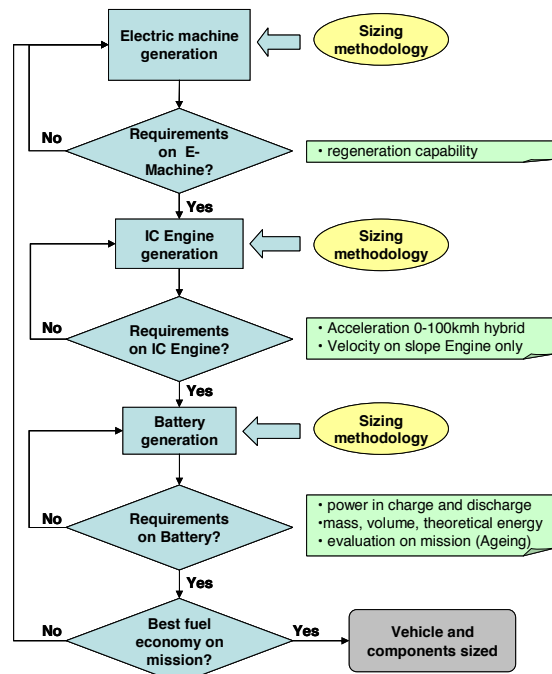 Electric machine
generation
Sizing
methodology
No
Requirements
on E-
Machine?
• regeneration capability
Yes
IC Engine
generation
Sizing
methodology
No
Requirements
on IC Engine?
• Acceleration 0-100kmh hybrid
• Velocity on slope Engine only
Yes
Battery
generation
Sizing
methodology
No
Requirements
on Battery?
• power in charge and discharge
•mass, volume, theoretical energy
• evaluation on mission (Ageing)
Yes
No
Best fuel
economy on
mission?
Yes
Vehicle and
components sized